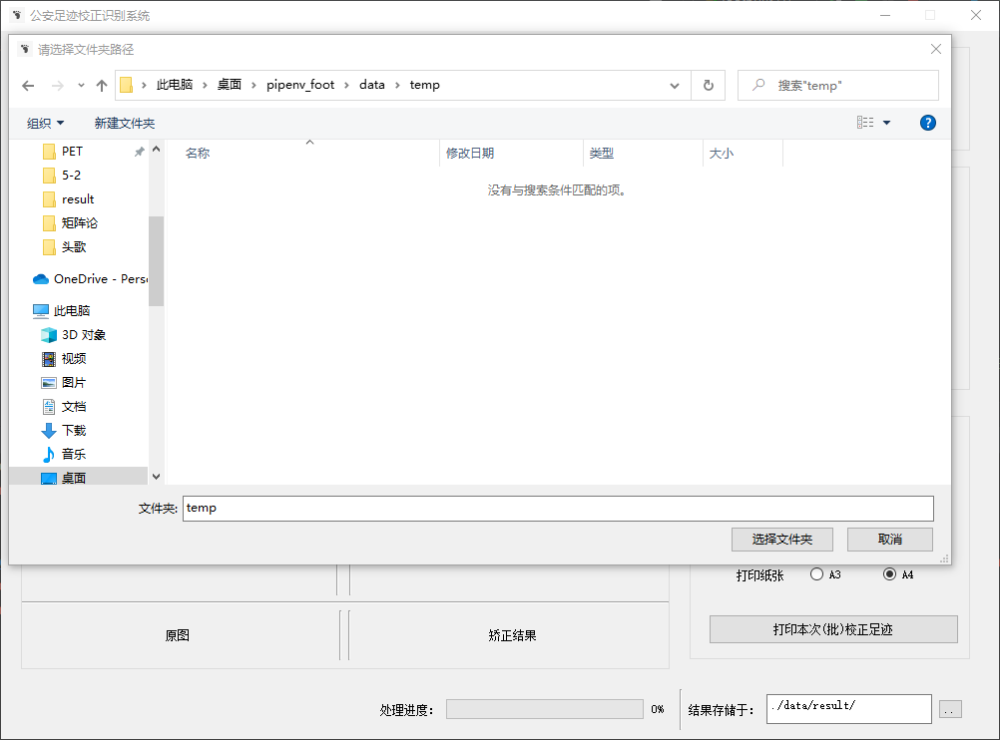 公安足迹校正识别系统
请选择文件夹路径
此电脑 › 桌面 › pipenv_foot › data › temp
搜索"temp"
组织 新建文件夹
?
名称 修改日期 类型 大小
没有与搜索条件匹配的项。
PET
5-2
result
矩阵论
头歌
OneDrive - Pers
此电脑
3D 对象
视频
图片
文档
下载
音乐
桌面
文件夹: temp
选择文件夹 取消
打印纸张 A3 A4
原图 矫正结果
打印本次(批)校正足迹
处理进度: 0% 结果存储于: ./data/result/ ..